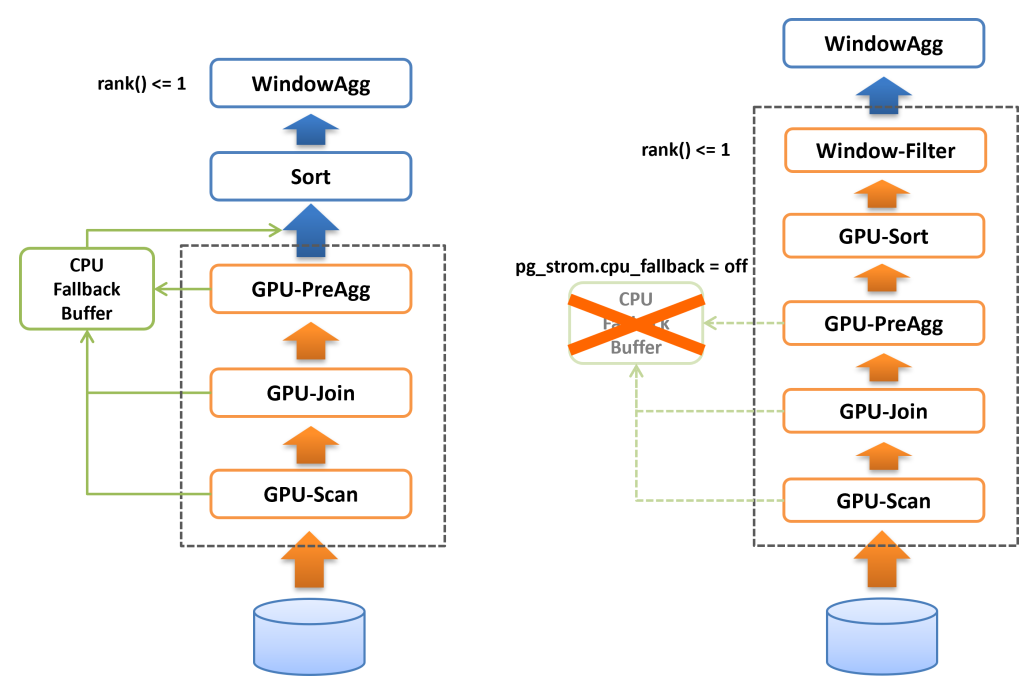 WindowAgg
rank() <= 1
Sort
CPU
Fallback
Buffer
GPU-PreAgg
GPU-Join
GPU-Scan
WindowAgg
rank() <= 1
Window-Filter
GPU-Sort
pg_strom.cpu_fallback = off
CPU
Buffer
GPU-PreAgg
GPU-Join
GPU-Scan